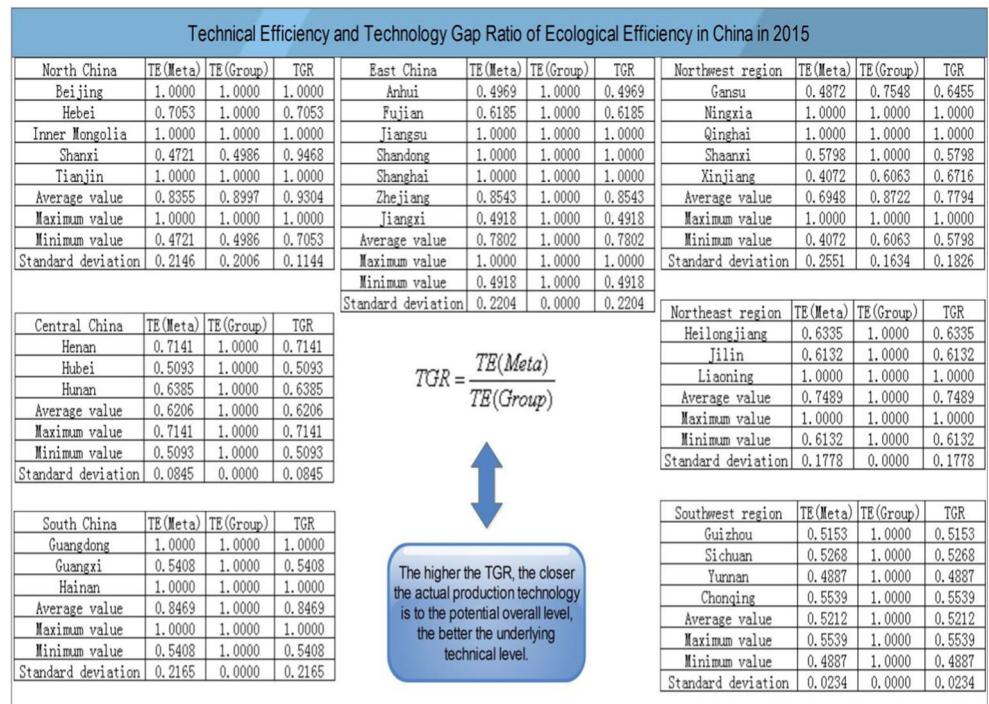 Technical Efficiency and Technology Gap Ratio of Ecological Efficiency in China in 2015
North China TE(Meta) TE(Group) TGR
Beijing 1.0000 1.0000 1.0000
Hebei 0.7053 1.0000 0.7053
Inner Mongolia 1.0000 1.0000 1.0000
Shanxi 0.4721 0.4986 0.9468
Tianjin 1.0000 1.0000 1.0000
Average value 0.8355 0.8997 0.9304
Maximum value 1.0000 1.0000 1.0000
Minimum value 0.4721 0.4986 0.7053
Standard deviation 0.2146 0.2006 0.1144
Central China TE(Meta) TE(Group) TGR
Henan 0.7141 1.0000 0.7141
Hubei 0.5093 1.0000 0.5093
Hunan 0.6385 1.0000 0.6385
Average value 0.6206 1.0000 0.6206
Maximum value 0.7141 1.0000 0.7141
Minimum value 0.5093 1.0000 0.5093
Standard deviation 0.0845 0.0000 0.0845
South China TE(Meta) TE(Group) TGR
Guangdong 1.0000 1.0000 1.0000
Guangxi 0.5408 1.0000 0.5408
Hainan 1.0000 1.0000 1.0000
Average value 0.8469 1.0000 0.8469
Maximum value 1.0000 1.0000 1.0000
Minimum value 0.5408 1.0000 0.5408
Standard deviation 0.2165 0.0000 0.2165
East China TE(Meta) TE(Group) TGR
Anhui 0.4969 1.0000 0.4969
Fujian 0.6185 1.0000 0.6185
Jiangsu 1.0000 1.0000 1.0000
Shandong 1.0000 1.0000 1.0000
Shanghai 1.0000 1.0000 1.0000
Zhejiang 0.8543 1.0000 0.8543
Jiangxi 0.4918 1.0000 0.4918
Average value 0.7802 1.0000 0.7802
Maximum value 1.0000 1.0000 1.0000
Minimum value 0.4918 1.0000 0.4918
Standard deviation 0.2204 0.0000 0.2204
TGR = TE(Meta) / TE(Group)
The higher the TGR, the closer
the actual production technology
is to the potential overall level,
the better the underlying
technical level.
Northwest region TE(Meta) TE(Group) TGR
Gansu 0.4872 0.7548 0.6455
Ningxia 1.0000 1.0000 1.0000
Qinghai 1.0000 1.0000 1.0000
Shaanxi 0.5798 1.0000 0.5798
Xinjiang 0.4072 0.6063 0.6716
Average value 0.6948 0.8722 0.7794
Maximum value 1.0000 1.0000 1.0000
Minimum value 0.4072 0.6063 0.5798
Standard deviation 0.2551 0.1634 0.1826
Northeast region TE(Meta) TE(Group) TGR
Heilongjiang 0.6335 1.0000 0.6335
Jilin 0.6132 1.0000 0.6132
Liaoning 1.0000 1.0000 1.0000
Average value 0.7489 1.0000 0.7489
Maximum value 1.0000 1.0000 1.0000
Minimum value 0.6132 1.0000 0.6132
Standard deviation 0.1778 0.0000 0.1778
Southwest region TE(Meta) TE(Group) TGR
Guizhou 0.5153 1.0000 0.5153
Sichuan 0.5268 1.0000 0.5268
Yunnan 0.4887 1.0000 0.4887
Chonqing 0.5539 1.0000 0.5539
Average value 0.5212 1.0000 0.5212
Maximum value 0.5539 1.0000 0.5539
Minimum value 0.4887 1.0000 0.4887
Standard deviation 0.0234 0.0000 0.0234